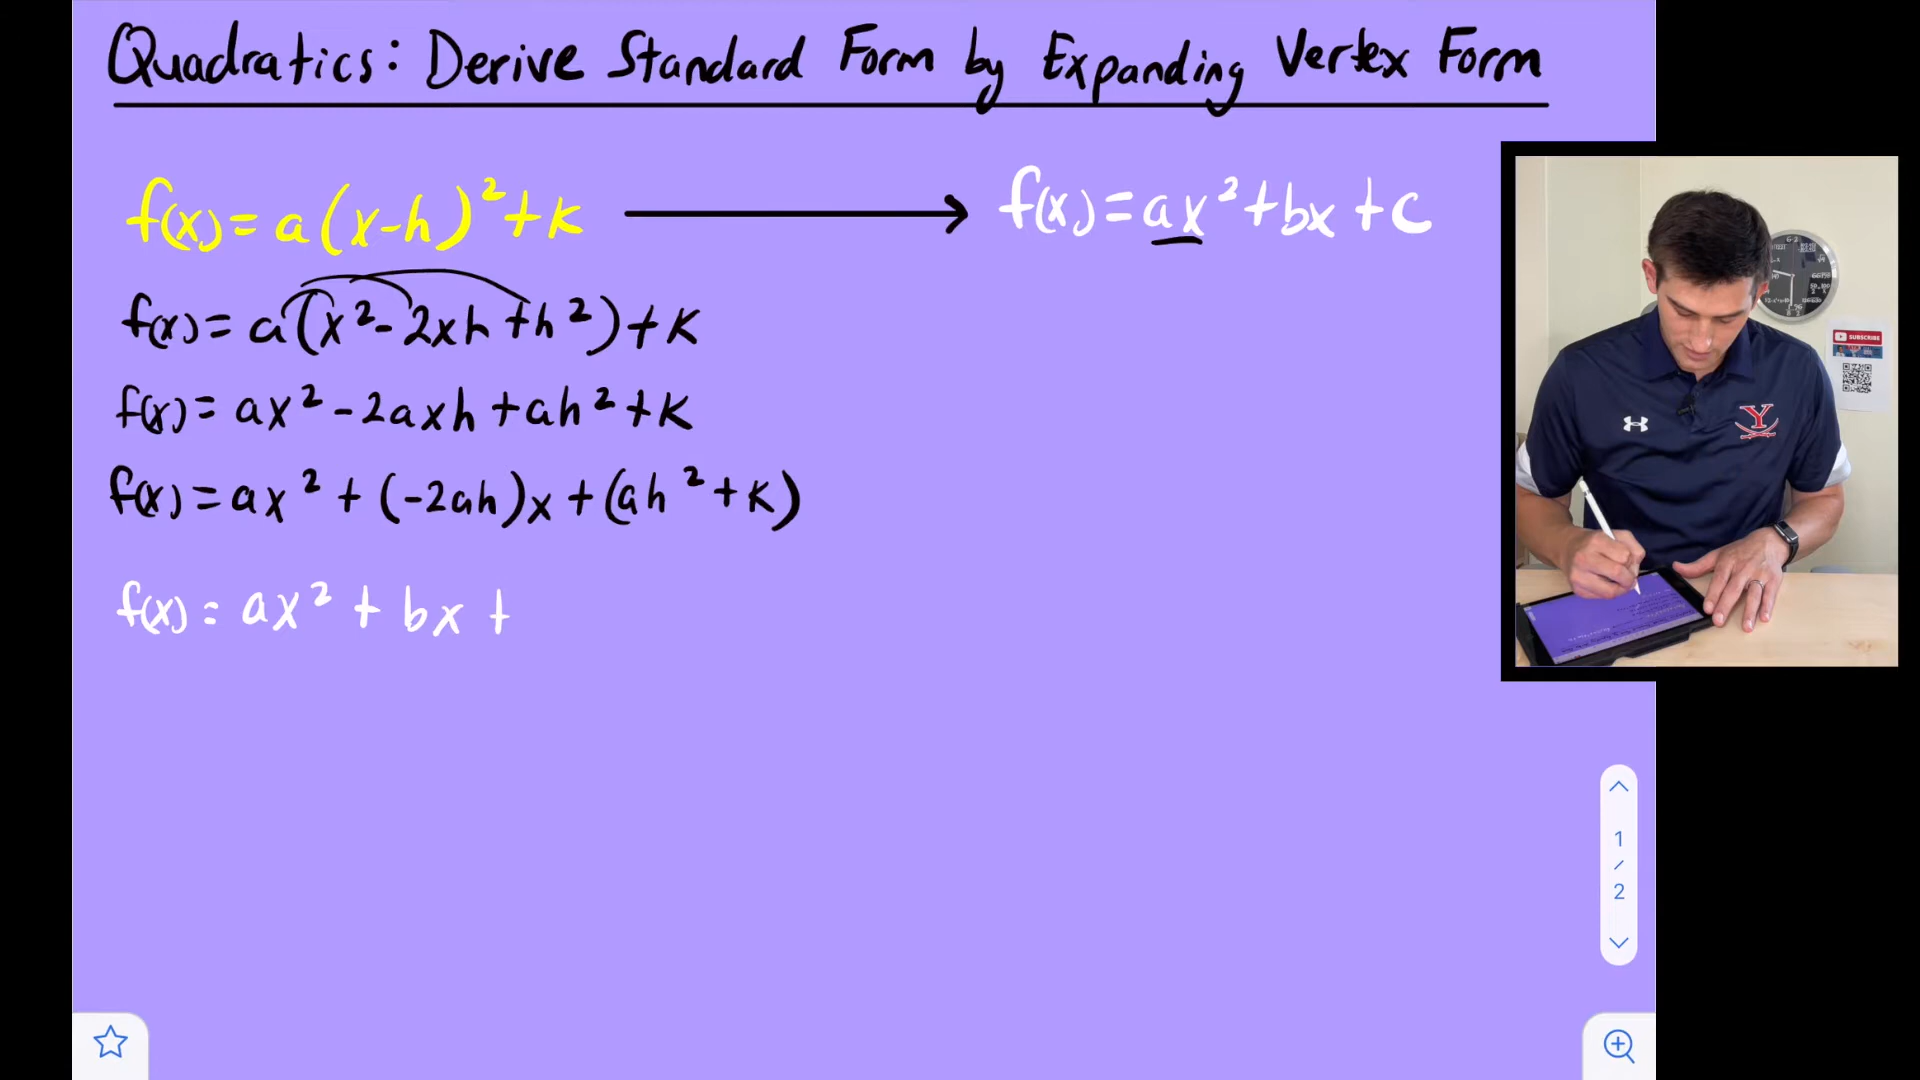 Quadratics: Derive Standard Form by Expanding Vertex Form
f(x) = a(x-h)² + k
f(x) = ax² + bx + c
f(x) = a(x² - 2xh + h²) + k
f(x) = ax² - 2axh + ah² + k
f(x) = ax² + (-2ah)x + (ah² + k)
f(x) = ax² + bx +
SUBSCRIBE
Y
1
/
2